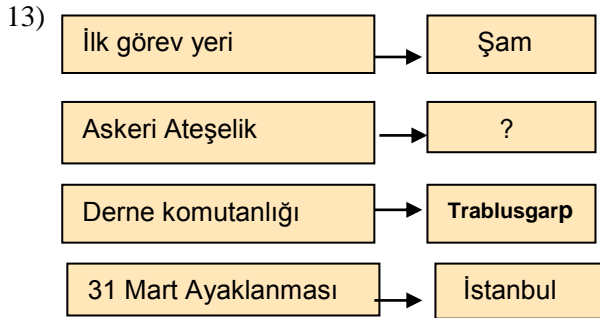 13)
İlk görev yeri Şam
Askeri Ateşelik ?
Derne komutanlığı Trablusgarp
31 Mart Ayaklanması İstanbul